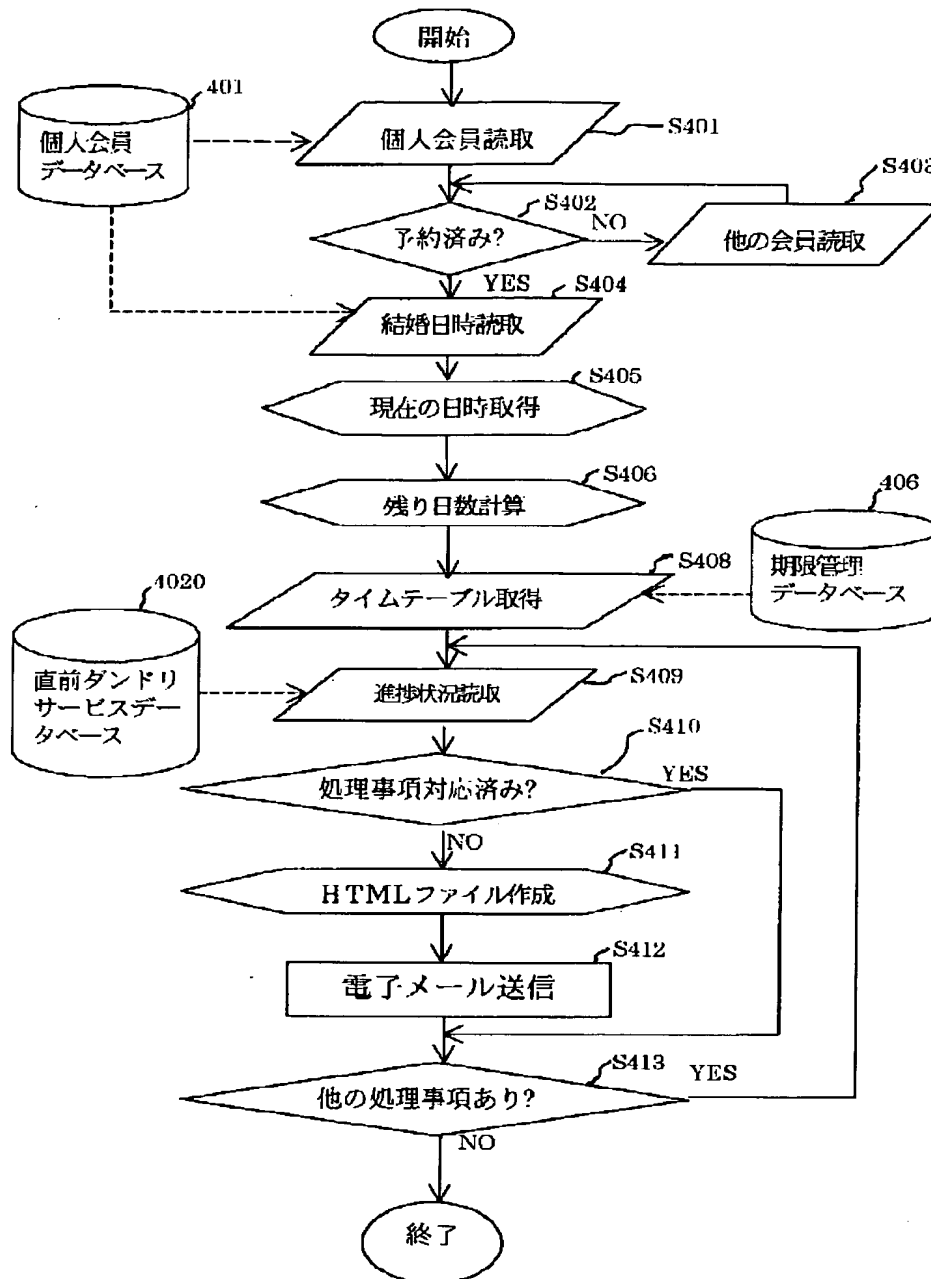 開始
401
個人会員
データベース
個人会員読取
S401
S402
予約済み?
NO
S403
他の会員読取
YES
S404
結婚日時読取
S405
現在の日時取得
S406
残り日数計算
406
期限管理
データベース
S408
タイムテーブル取得
4020
直前ダンドリ
サービスデー
タベース
S409
進捗状況読取
S410
処理事項対応済み?
YES
NO
S411
HTMLファイル作成
S412
電子メール送信
S413
他の処理事項あり?
YES
NO
終了